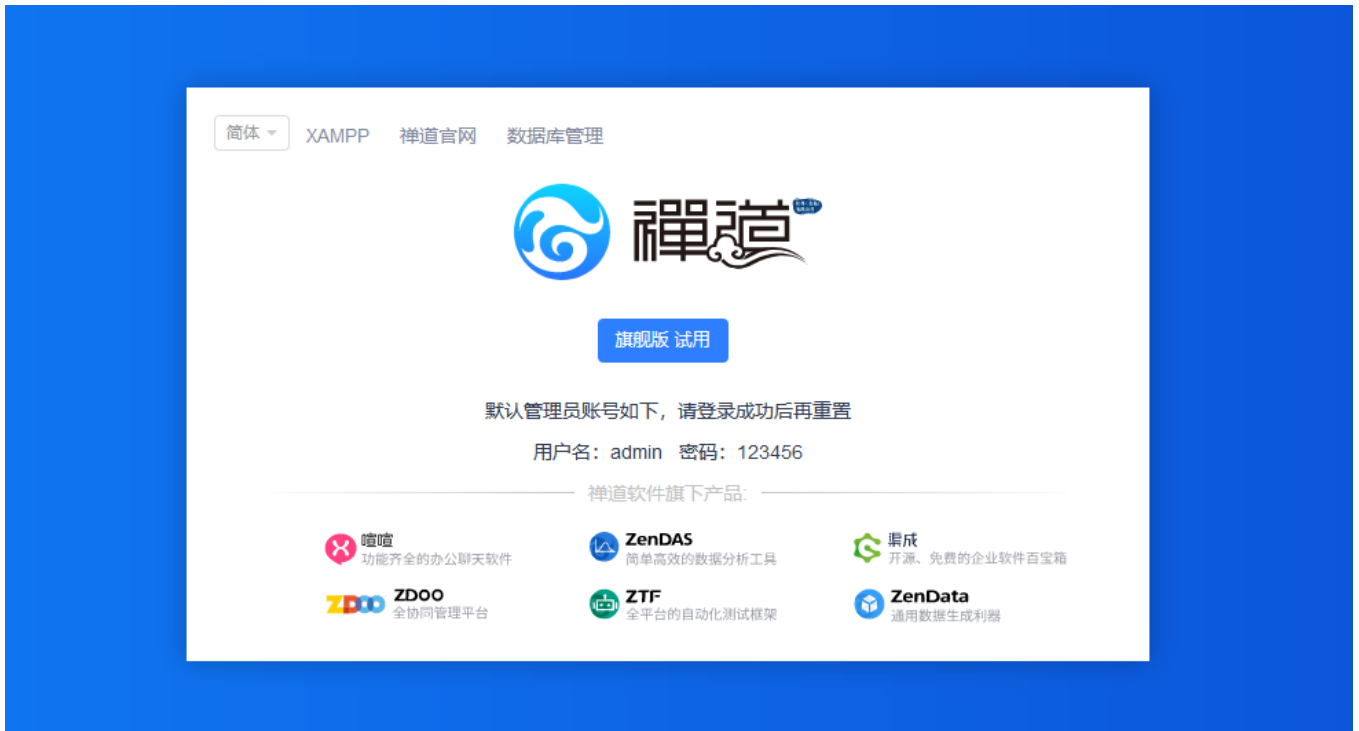 简体 XAMPP 禅道官网 数据库管理
禪道
旗舰版 试用
默认管理员账号如下，请登录成功后再重置
用户名：admin 密码：123456
禅道软件旗下产品:
喧喧
功能齐全的办公聊天软件
ZenDAS
简单高效的数据分析工具
渠成
开源、免费的企业软件百宝箱
ZDOO
ZDOO
全协同管理平台
ZTF
全平台的自动化测试框架
ZenData
通用数据生成利器